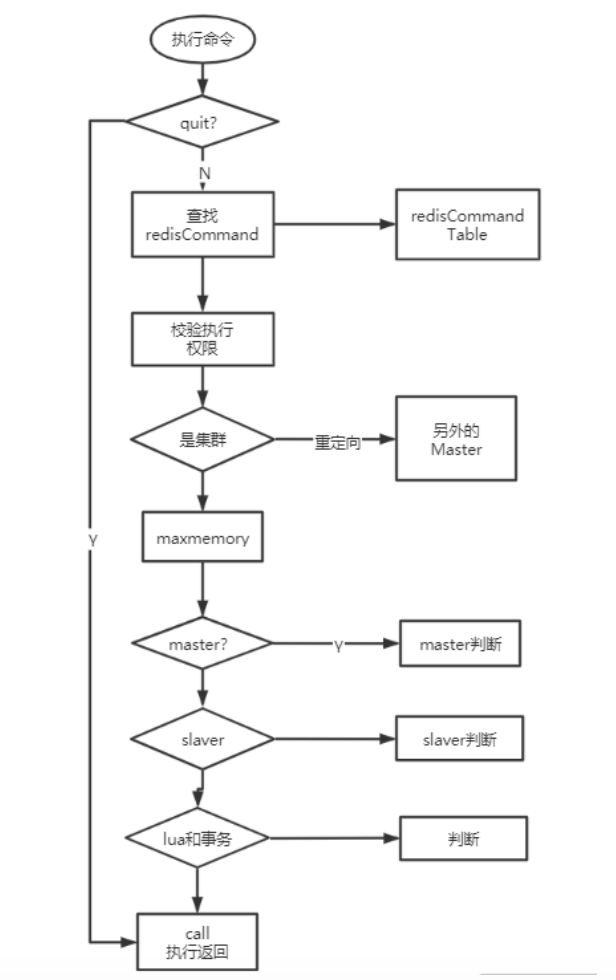 执行命令
quit?
N
查找
redisCommand
redisCommand
Table
校验执行
权限
是集群
重定向
另外的
Master
maxmemory
Y
master?
Y
master判断
slaver
slaver判断
lua和事务
判断
call
执行返回